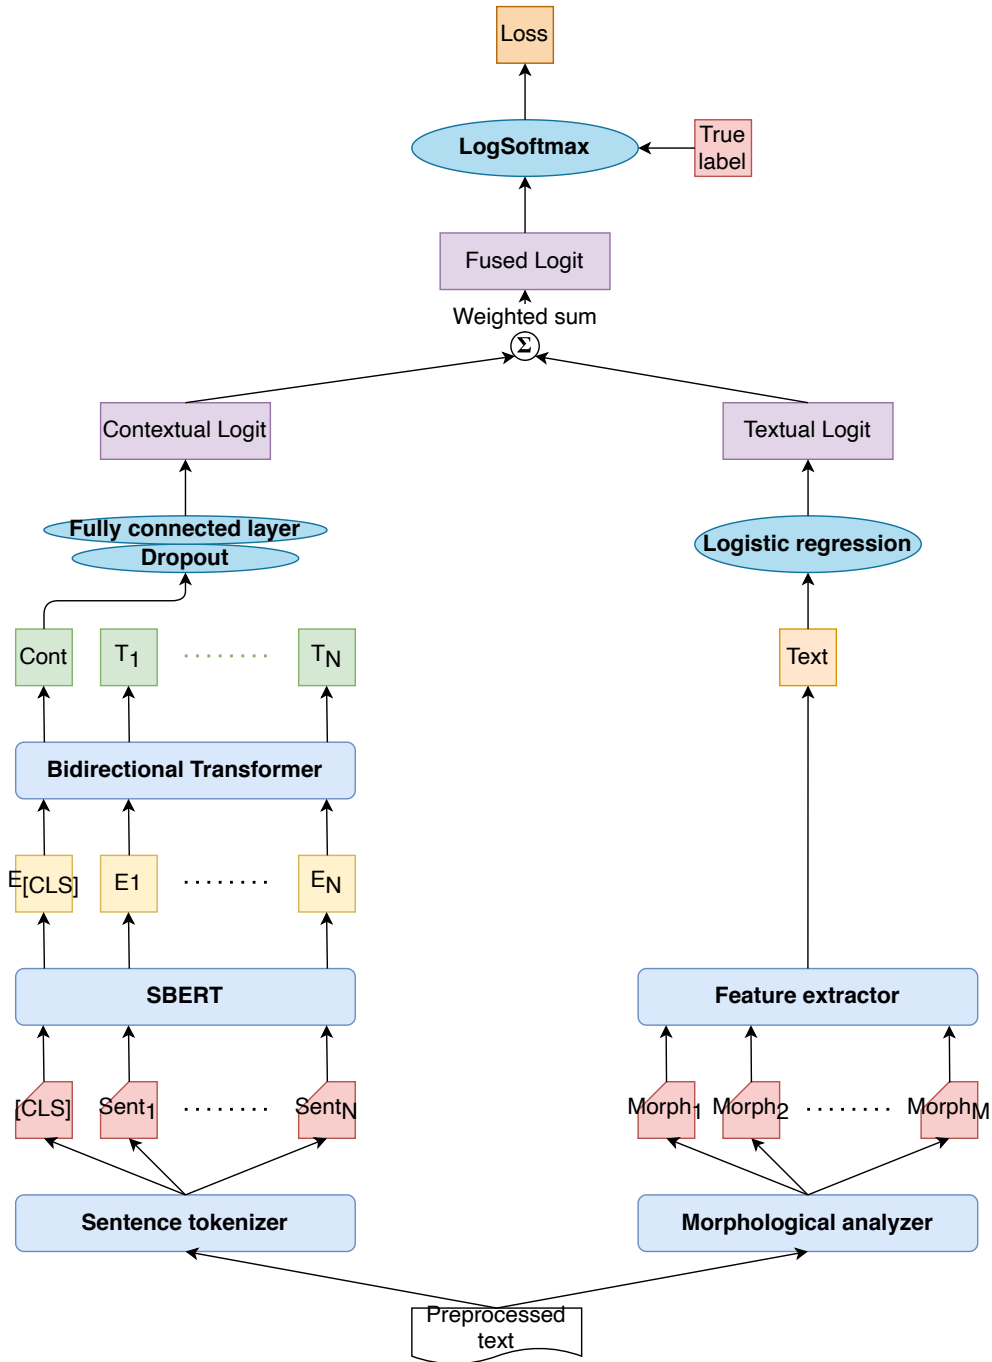 Loss
LogSoftmax
True
label
Fused Logit
Weighted sum
Σ
Contextual Logit
Textual Logit
Fully connected layer
Dropout
Logistic regression
Cont
T1
........
TN
Text
Bidirectional Transformer
E[CLS]
E1
........
EN
SBERT
Feature extractor
[CLS]
Sent1
........
SentN
Morph1
Morph2
........
MorphM
Sentence tokenizer
Morphological analyzer
Preprocessed
text